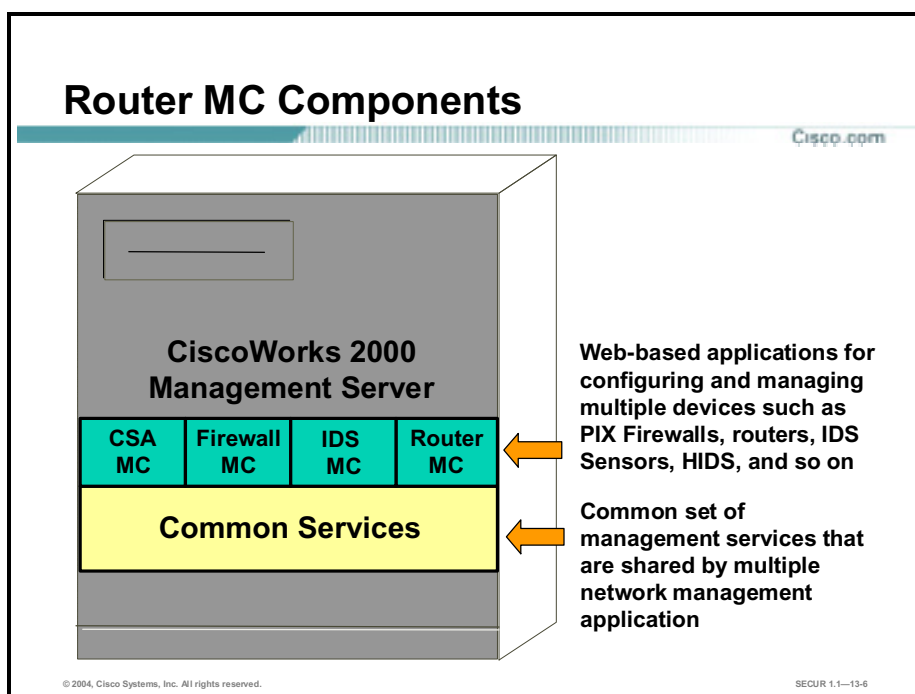 Router MC Components
Cisco.com
CiscoWorks 2000
Management Server
CSA
MC
Firewall
MC
IDS
MC
Router
MC
Common Services
Web-based applications for
configuring and managing
multiple devices such as
PIX Firewalls, routers, IDS
Sensors, HIDS, and so on
Common set of
management services that
are shared by multiple
network management
application
© 2004, Cisco Systems, Inc. All rights reserved.
SECUR 1.1—13-6